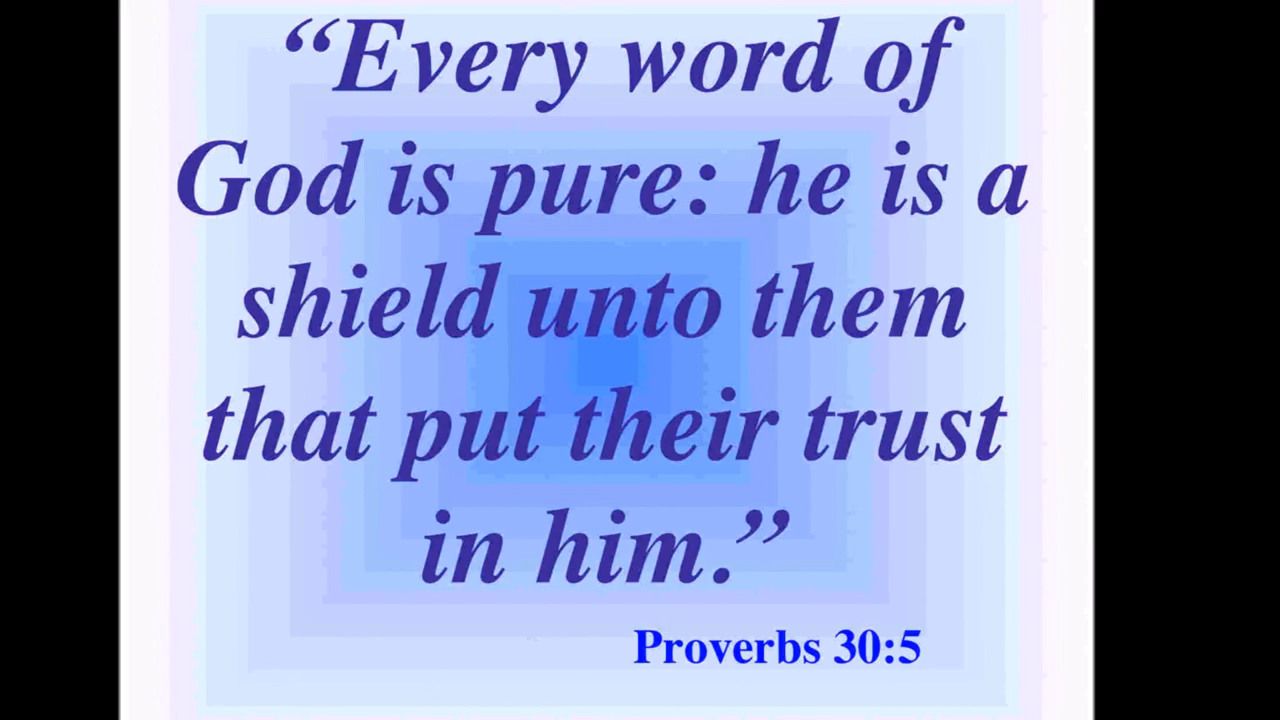 “Every word of
God is pure: he is a
shield unto them
that put their trust
in him.”
Proverbs 30:5